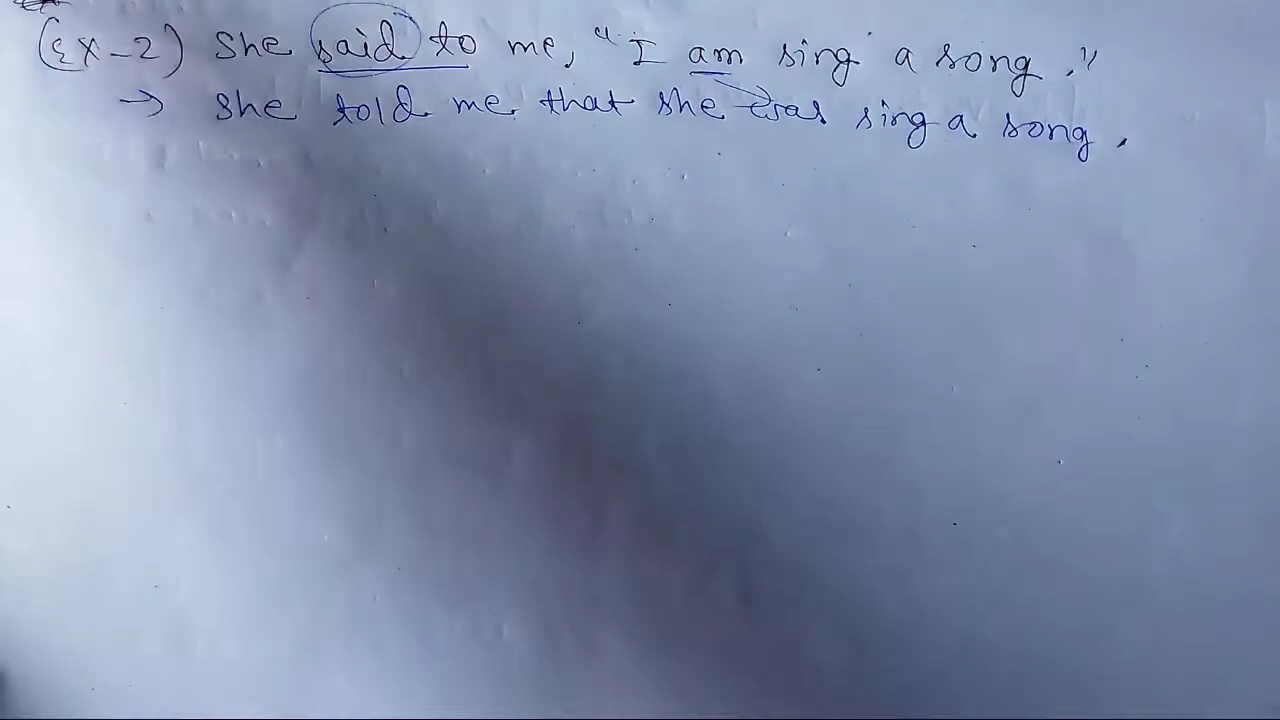 (Ex-2) She said to me, "I am sing a song."
→ She told me that she was sing a song.